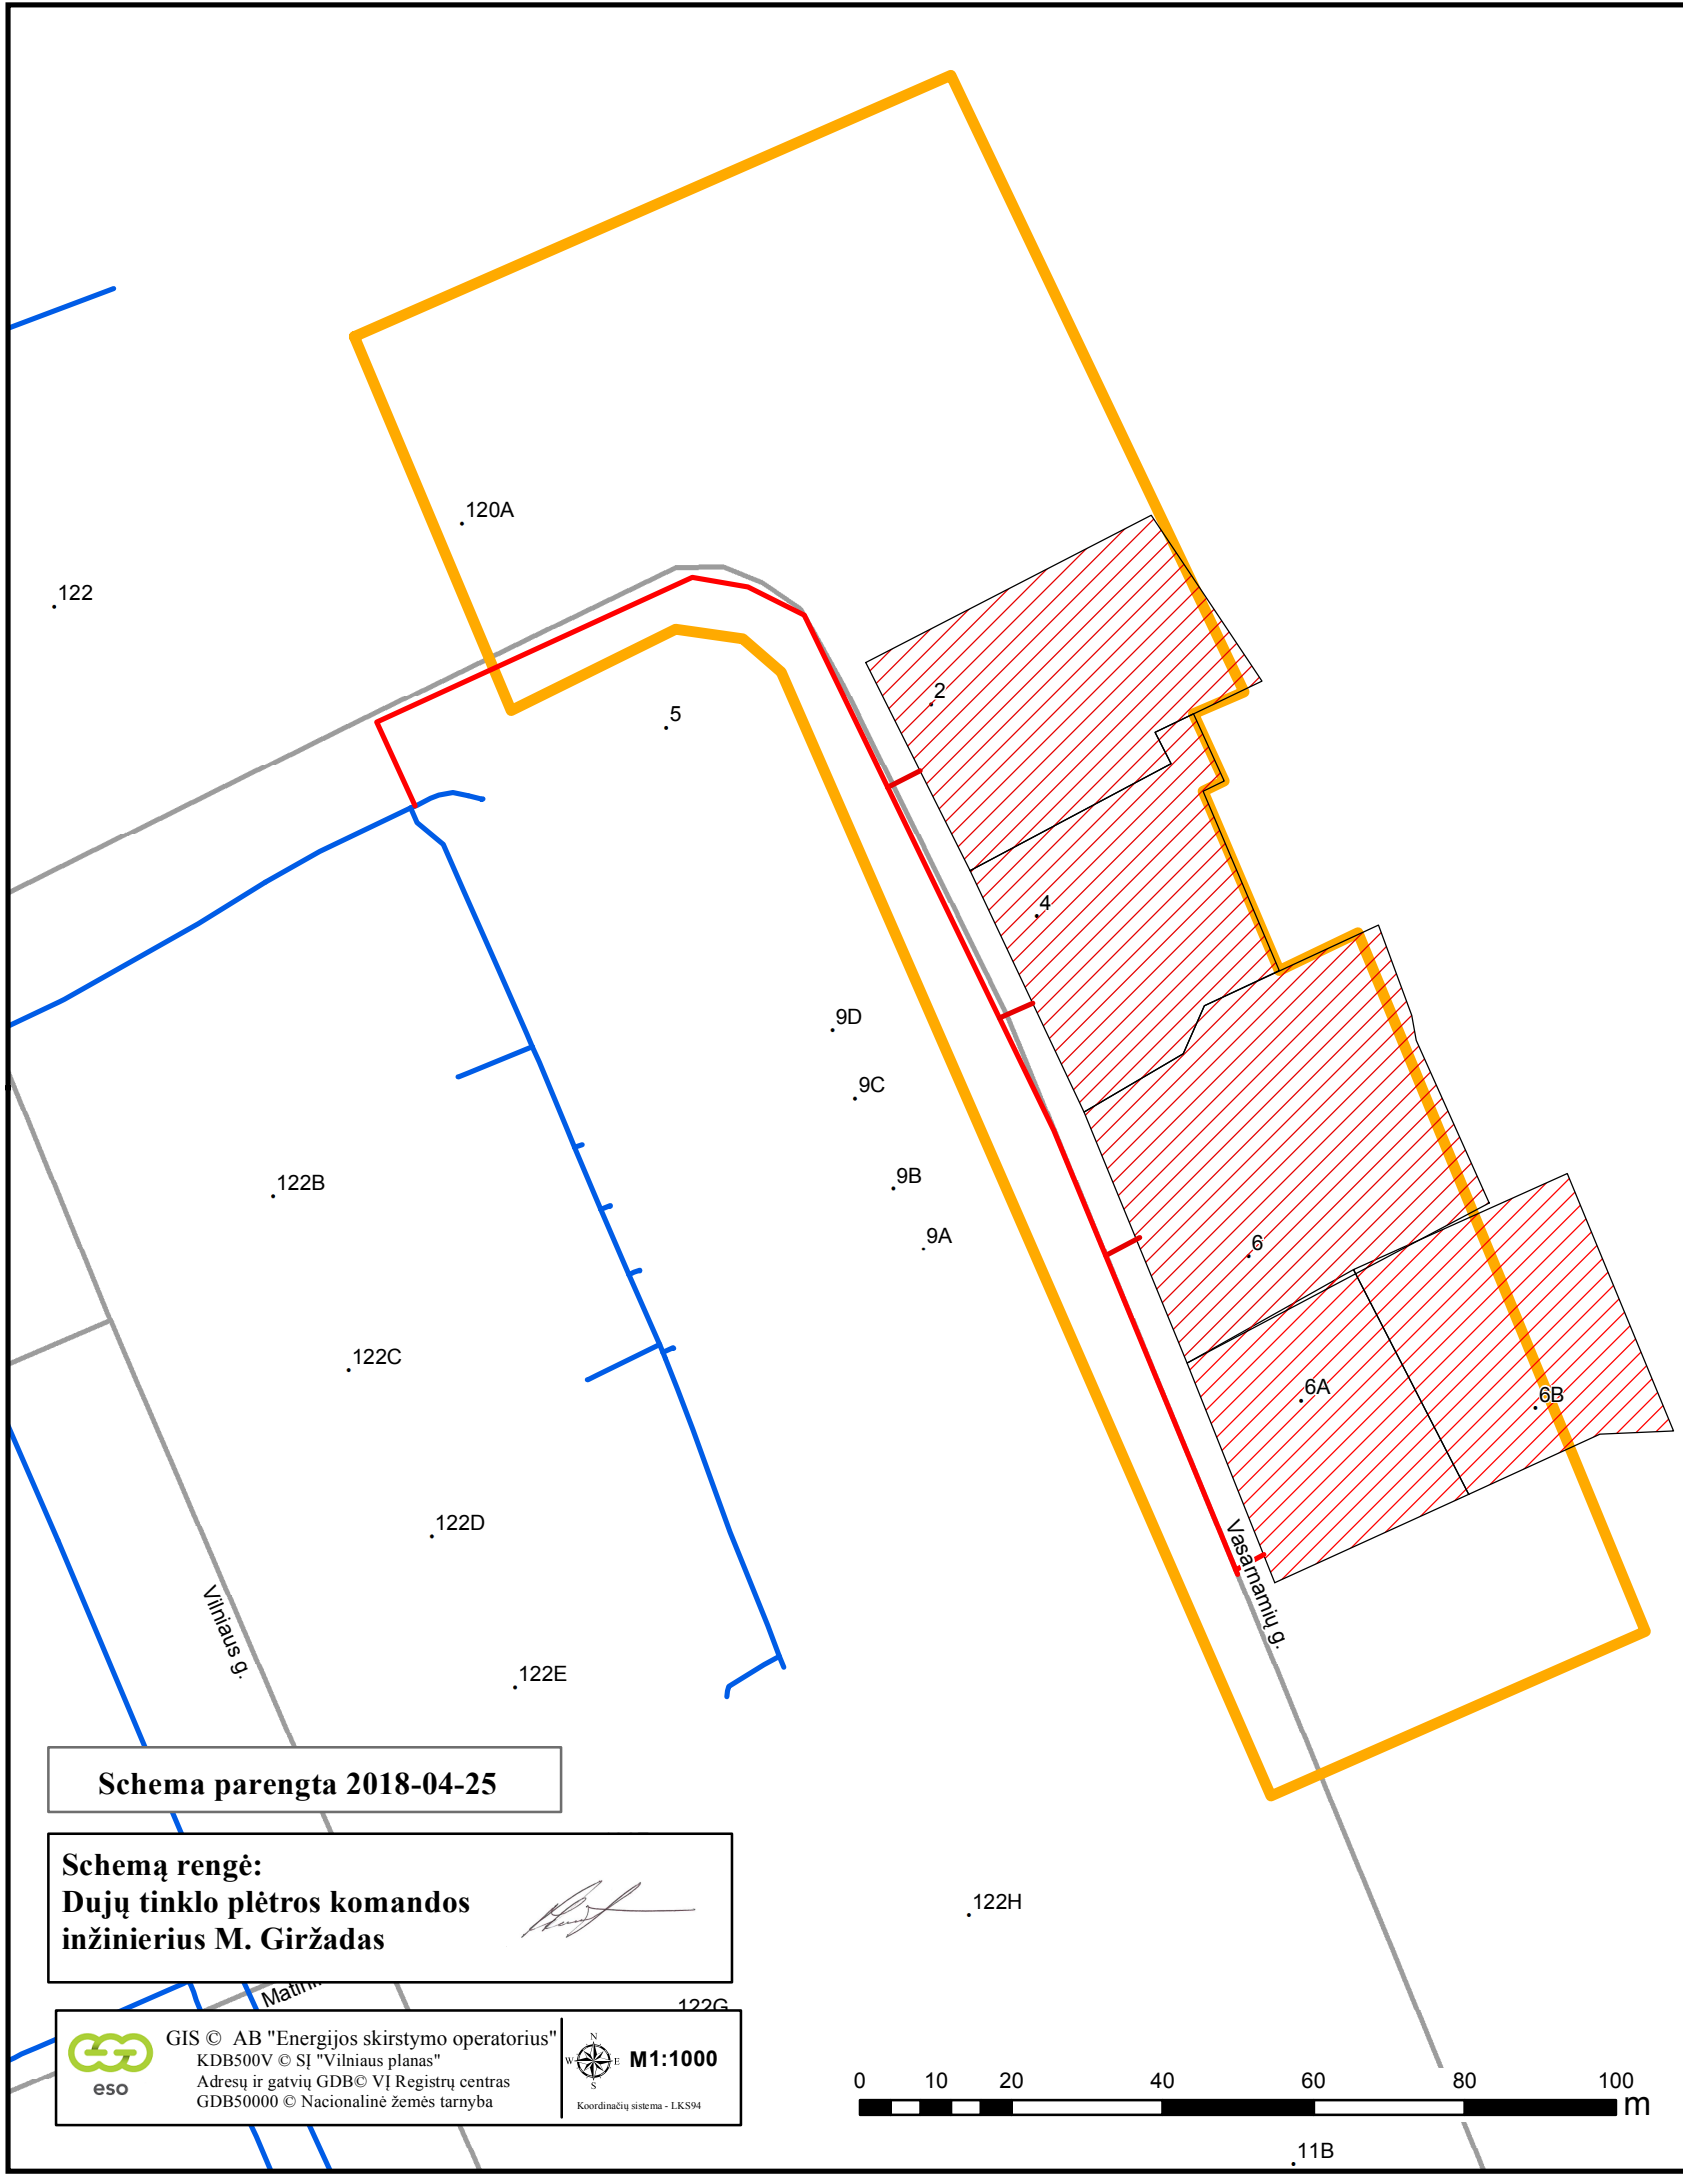 120A
122
2
5
4
9D
9C
122B
9B
9A
6
122C
6A
6B
122D
Vasarnamių g.
Vilniaus g.
122E
Schema parengta 2018-04-25
Schemą rengė:
Dujų tinklo plėtros komandos
inžinierius M. Giržadas
122H
122G
GIS © AB "Energijos skirstymo operatorius"
KDB500V © SĮ "Vilniaus planas"
Adresų ir gatvių GDB© VĮ Registrų centras
GDB50000 © Nacionalinė žemės tarnyba
eso
N
W E
S
M1:1000
Koordinačių sistema - LKS94
0 10 20 40 60 80 100
m
11B